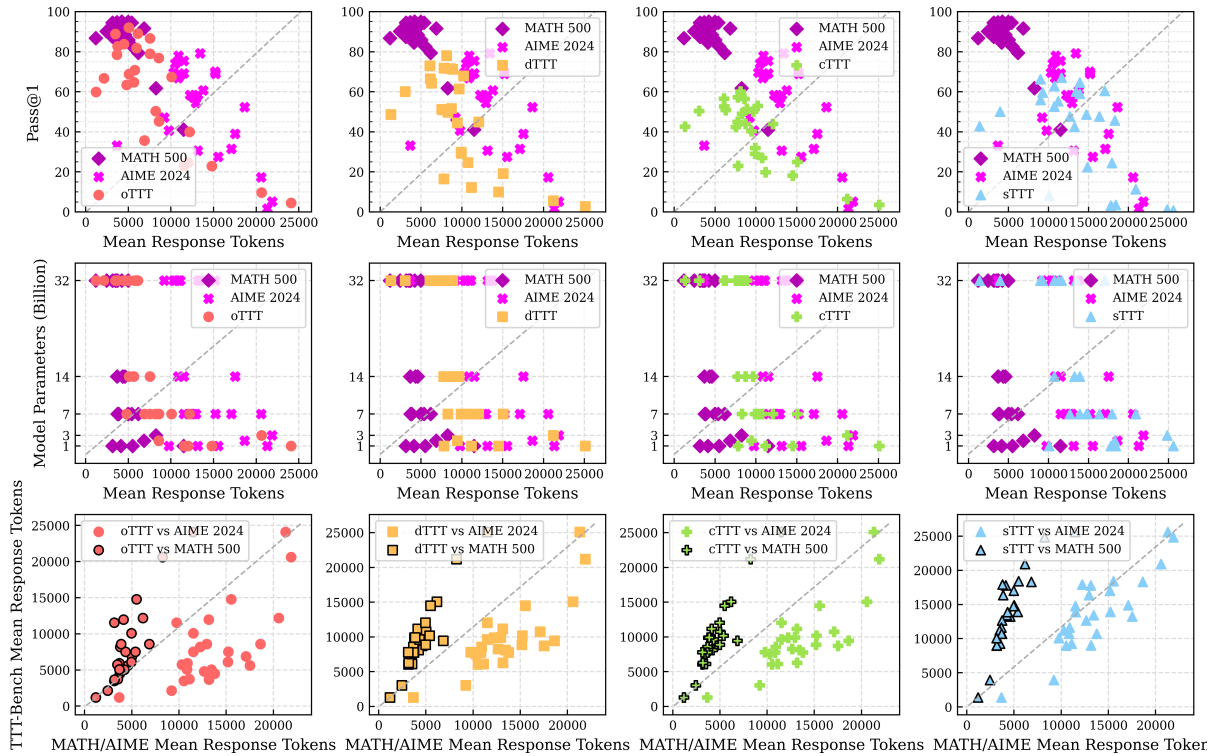 Pass@1
100
80
60
40
20
0
MATH 500
AIME 2024
oTTT
0 5000 10000 15000 20000 25000
Mean Response Tokens
100
80
60
40
20
0
MATH 500
AIME 2024
dTTT
0 5000 10000 15000 20000 25000
Mean Response Tokens
100
80
60
40
20
0
MATH 500
AIME 2024
cTTT
0 5000 10000 15000 20000 25000
Mean Response Tokens
100
80
60
40
20
0
MATH 500
AIME 2024
sTTT
0 5000 10000 15000 20000 25000
Mean Response Tokens
Model Parameters (Billion)
32
14
7
3
1
MATH 500
AIME 2024
oTTT
0 5000 10000 15000 20000 25000
Mean Response Tokens
32
14
7
3
1
MATH 500
AIME 2024
dTTT
0 5000 10000 15000 20000 25000
Mean Response Tokens
32
14
7
3
1
MATH 500
AIME 2024
cTTT
0 5000 10000 15000 20000 25000
Mean Response Tokens
32
14
7
3
1
MATH 500
AIME 2024
sTTT
0 5000 10000 15000 20000 25000
Mean Response Tokens
TTT-Bench Mean Response Tokens
25000
20000
15000
10000
5000
0
oTTT vs AIME 2024
oTTT vs MATH 500
0 5000 10000 15000 20000
MATH/AIME Mean Response Tokens
25000
20000
15000
10000
5000
0
dTTT vs AIME 2024
dTTT vs MATH 500
0 5000 10000 15000 20000
MATH/AIME Mean Response Tokens
25000
20000
15000
10000
5000
0
cTTT vs AIME 2024
cTTT vs MATH 500
0 5000 10000 15000 20000
MATH/AIME Mean Response Tokens
25000
20000
15000
10000
5000
0
sTTT vs AIME 2024
sTTT vs MATH 500
0 5000 10000 15000 20000
MATH/AIME Mean Response Tokens